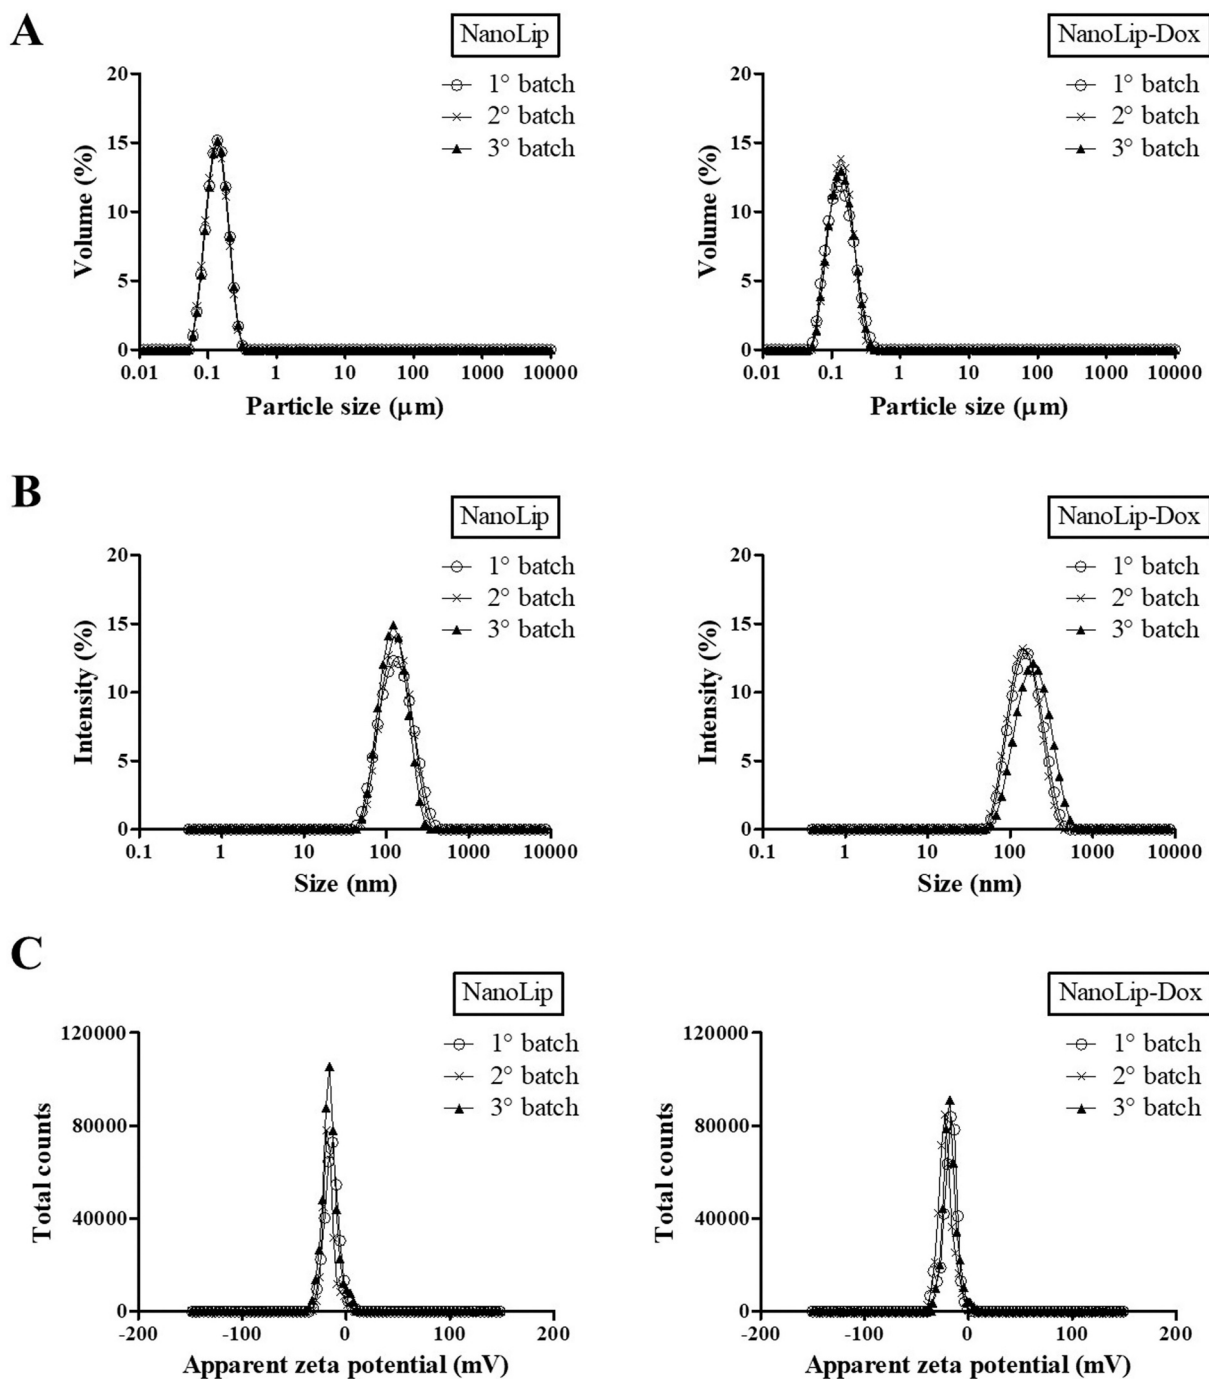 A
NanoLip
1° batch
2° batch
3° batch
20
15
10
5
0
Volume (%)
0.01 0.1 1 10 100 1000 10000
Particle size (μm)
NanoLip-Dox
1° batch
2° batch
3° batch
20
15
10
5
0
Volume (%)
0.01 0.1 1 10 100 1000 10000
Particle size (μm)
B
NanoLip
1° batch
2° batch
3° batch
20
15
10
5
0
Intensity (%)
0.1 1 10 100 1000 10000
Size (nm)
NanoLip-Dox
1° batch
2° batch
3° batch
20
15
10
5
0
Intensity (%)
0.1 1 10 100 1000 10000
Size (nm)
C
NanoLip
1° batch
2° batch
3° batch
120000
80000
40000
0
Total counts
-200 -100 0 100 200
Apparent zeta potential (mV)
NanoLip-Dox
1° batch
2° batch
3° batch
120000
80000
40000
0
Total counts
-200 -100 0 100 200
Apparent zeta potential (mV)